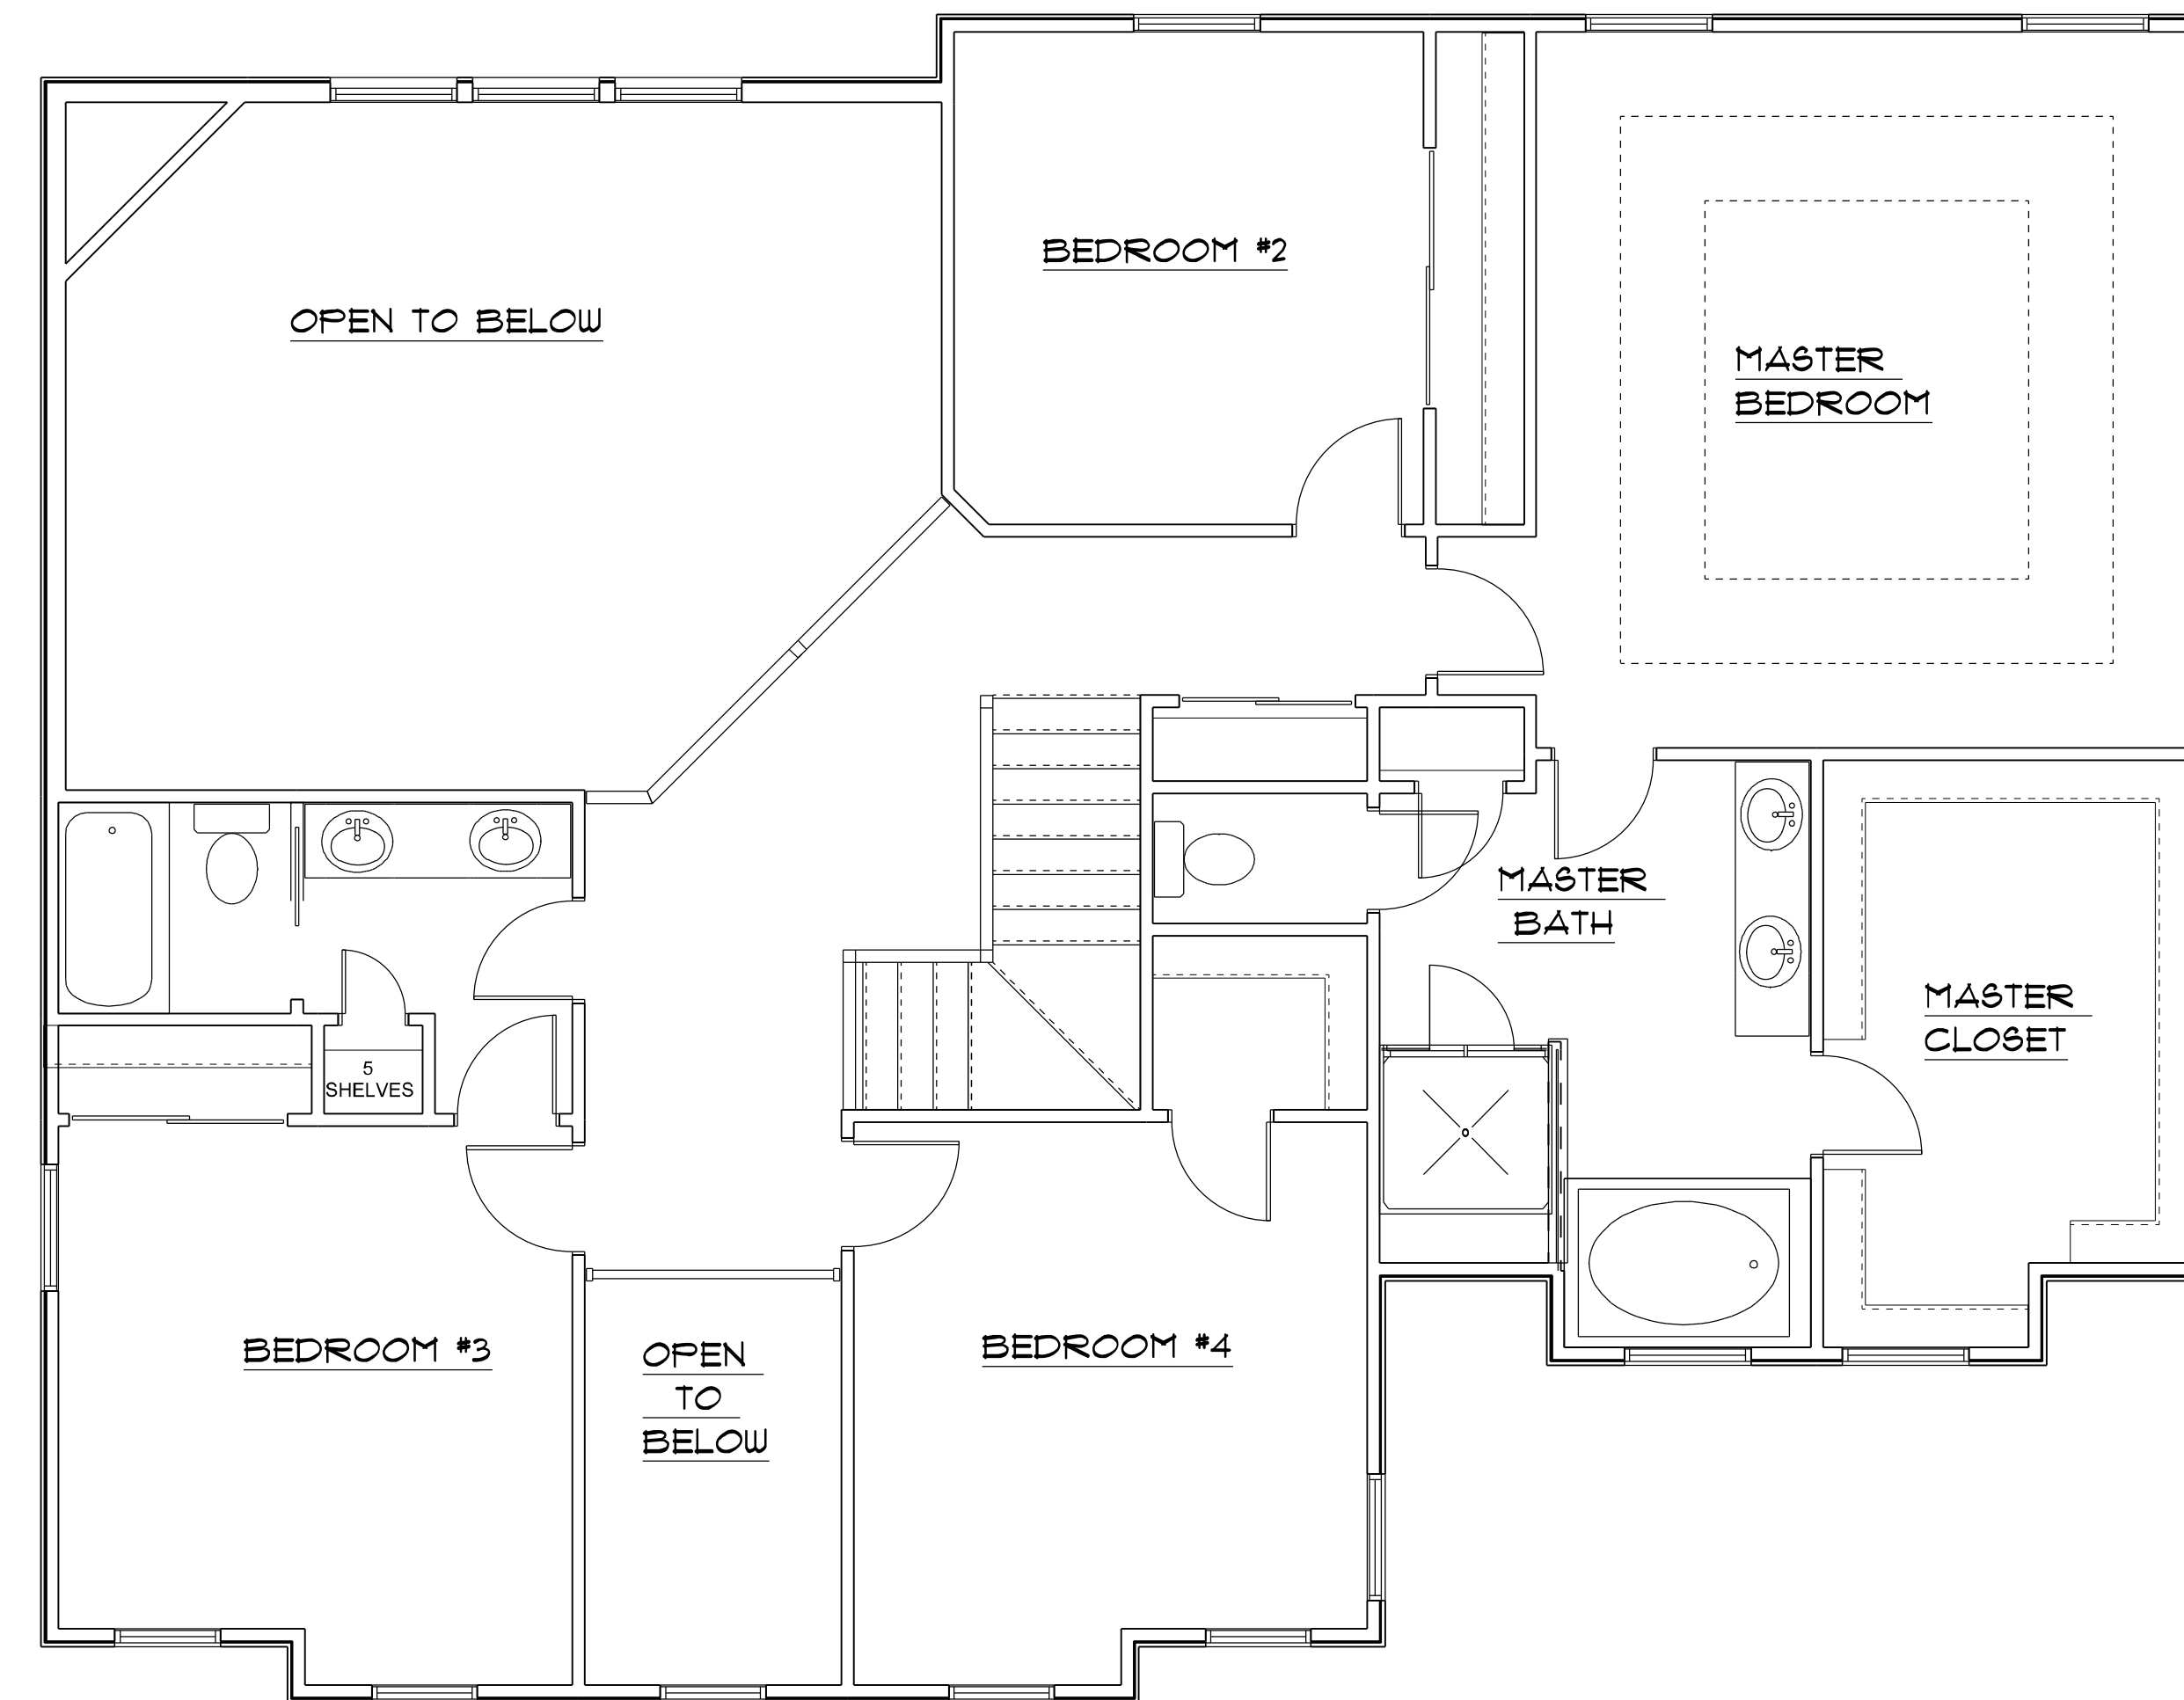 BEDROOM #2
OPEN TO BELOW
MASTER
BEDROOM
MASTER
BATH
MASTER
CLOSET
5
SHELVES
BEDROOM #3
OPEN
TO
BELOW
BEDROOM #4